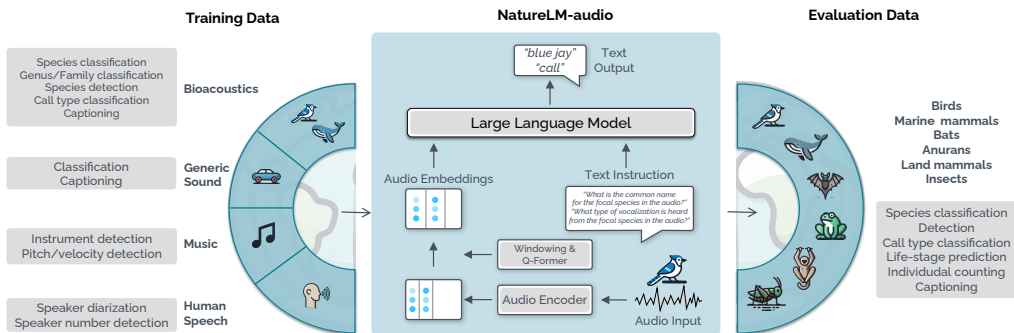 Training Data
NatureLM-audio
Evaluation Data
Species classification
Genus/Family classification
Species detection
Call type classification
Captioning
Bioacoustics
Classification
Captioning
Generic
Sound
Instrument detection
Pitch/velocity detection
Music
Speaker diarization
Speaker number detection
Human
Speech
“blue jay”
“call”
Text
Output
Large Language Model
Audio Embeddings
Text Instruction
"What is the common name
for the focal species in the audio?"
"What type of vocalization is heard
from the focal species in the audio?"
Windowing &
Q-Former
Audio Encoder
Audio Input
Birds
Marine mammals
Bats
Anurans
Land mammals
Insects
Species classification
Detection
Call type classification
Life-stage prediction
Individudal counting
Captioning